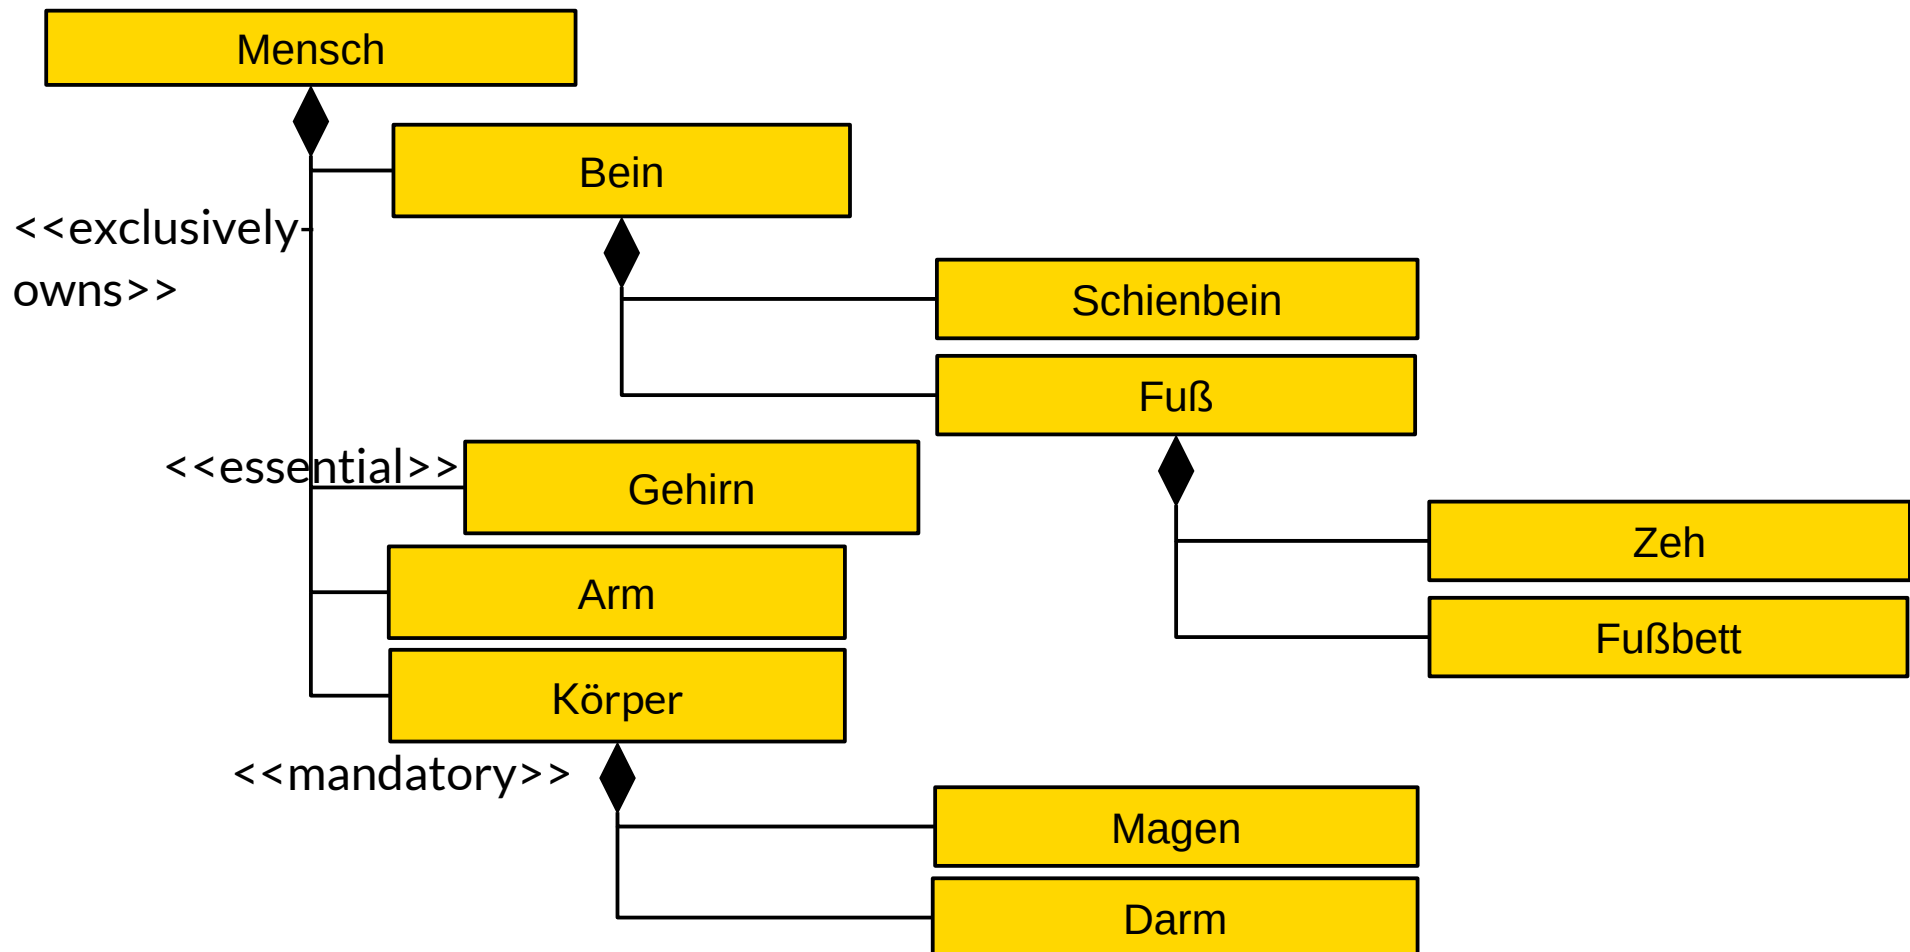 Mensch
Bein
<<exclusively-
owns>>
Schienbein
Fuß
<<essential>>
Gehirn
Zeh
Arm
Fußbett
Körper
<<mandatory>>
Magen
Darm